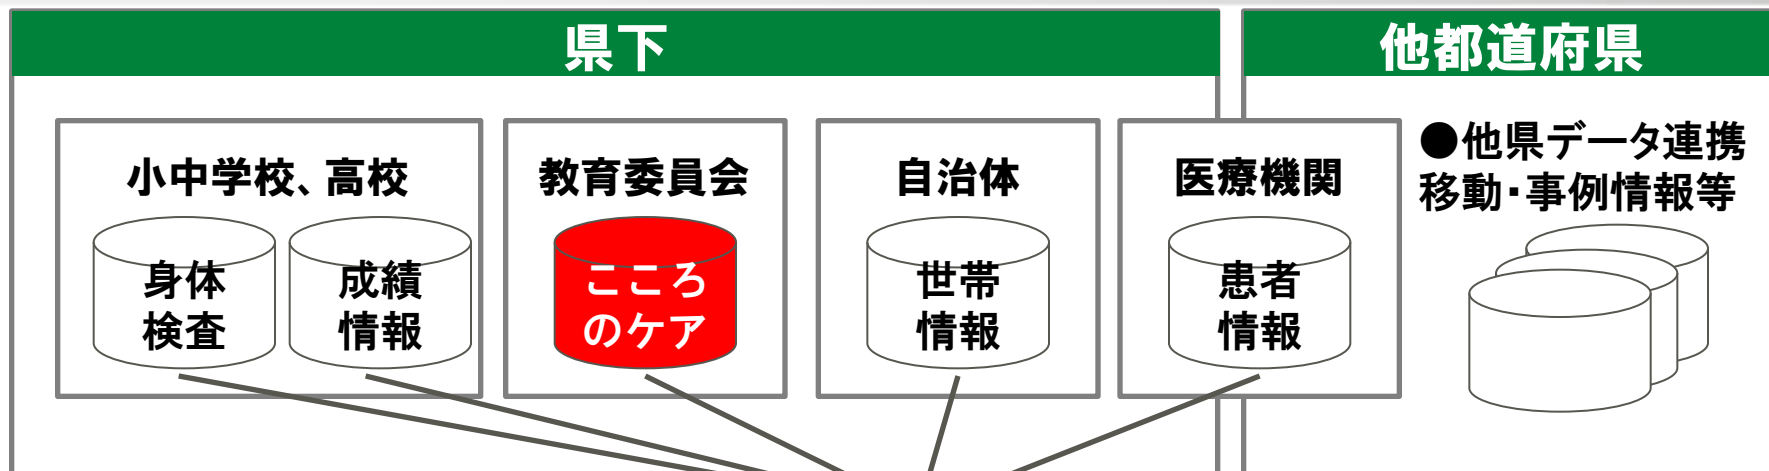 県下
他都道府県
小中学校、高校
身体
検査
成績
情報
教育委員会
こころ
のケア
自治体
世帯
情報
医療機関
患者
情報
●他県データ連携
移動・事例情報等